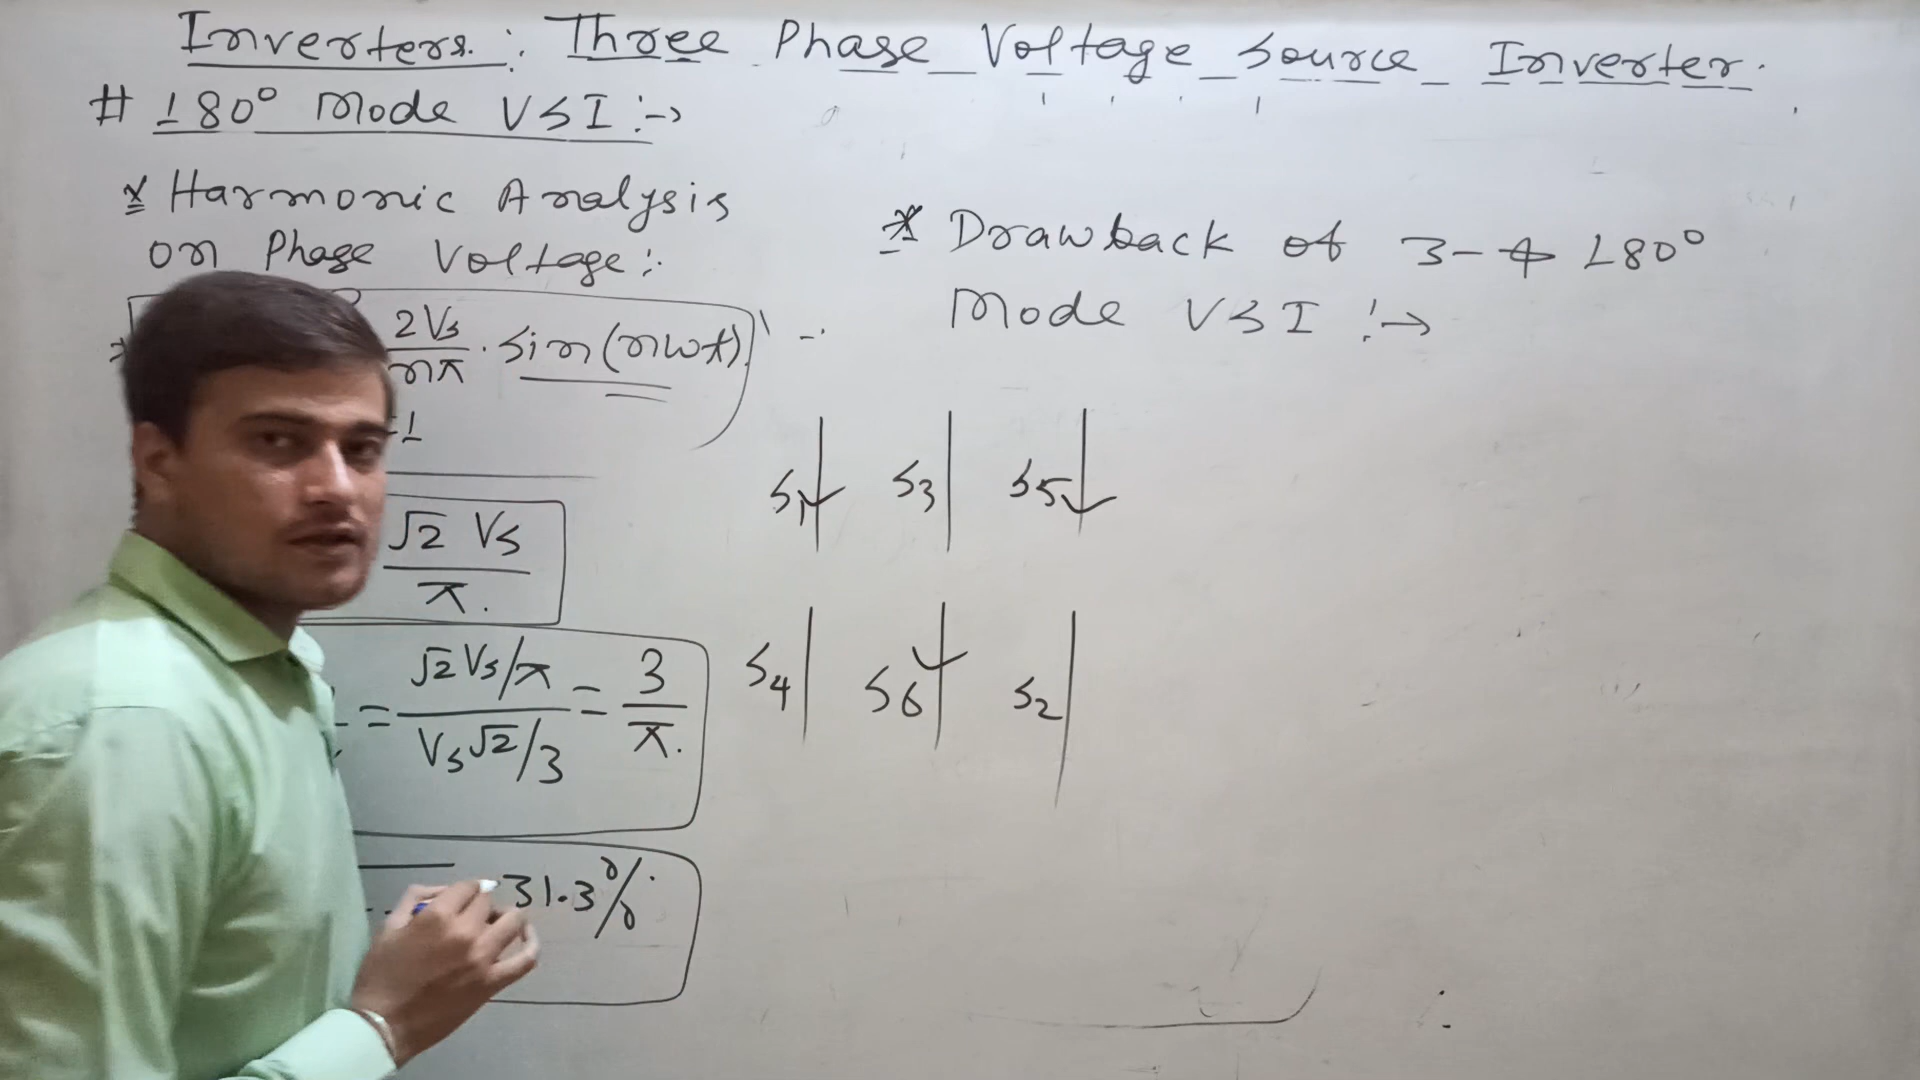 Inverters: Three Phase Voltage Source Inverter.
# 180° Mode VSI :→
* Harmonic Analysis
on Phase Voltage:
2Vs/nπ · sin(nωt)
-1
√2 Vs/π.
= √2Vs/π / Vs√2/3 = 3/π.
31.3%
* Drawback of 3-ϕ 180°
Mode VSI :→
S1 S3 S5
S4 S6 S2